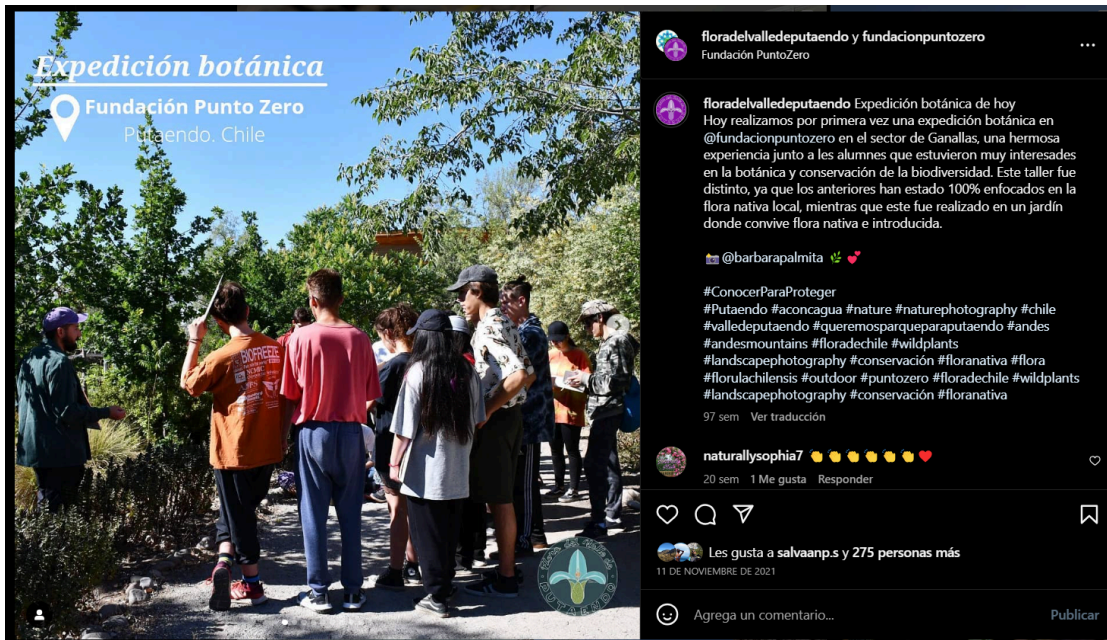 Expedición botánica
Fundación Punto Zero
Putaendo. Chile
BIOFREEZE
floradelvalledeputaendo y fundacionpuntozero
Fundación PuntoZero
floradelvalledeputaendo Expedición botánica de hoy
Hoy realizamos por primera vez una expedición botánica en
@fundacionpuntozero en el sector de Ganallas, una hermosa
experiencia junto a les alumnes que estuvieron muy interesades
en la botánica y conservación de la biodiversidad. Este taller fue
distinto, ya que los anteriores han estado 100% enfocados en la
flora nativa local, mientras que este fue realizado en un jardín
donde convive flora nativa e introducida.
📷 @barbarapalmita 🌿 💕
#ConocerParaProteger
#Putaendo #aconcagua #nature #naturephotography #chile
#valledeputaendo #queremosparqueparaputaendo #andes
#andesmountains #floradechile #wildplants
#landscapephotography #conservación #floranativa #flora
#florulachilensis #outdoor #puntozero #floradechile #wildplants
#landscapephotography #conservación #floranativa
97 sem Ver traducción
naturallysophia7 👏👏👏👏👏👏❤️
20 sem 1 Me gusta Responder
Les gusta a salvaanp.s y 275 personas más
11 DE NOVIEMBRE DE 2021
Agrega un comentario... Publicar
Flora del Valle de
PUTAENDO